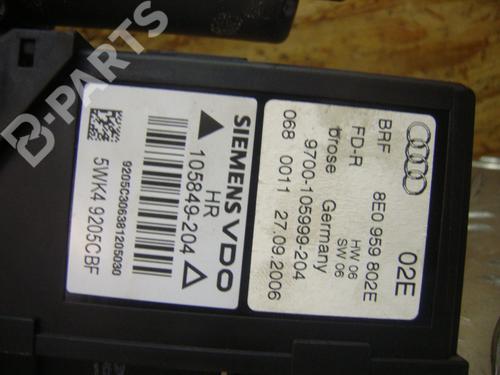 B-PARTS
02E
8E0 959 802E
BRF
HW 06
SW 06
FD-R
9700-105999-204
brose Germany
068 0011 27.09.2006
SIEMENS VDO
105849-204
HR
9205C306381205030
5WK4 9205CBF